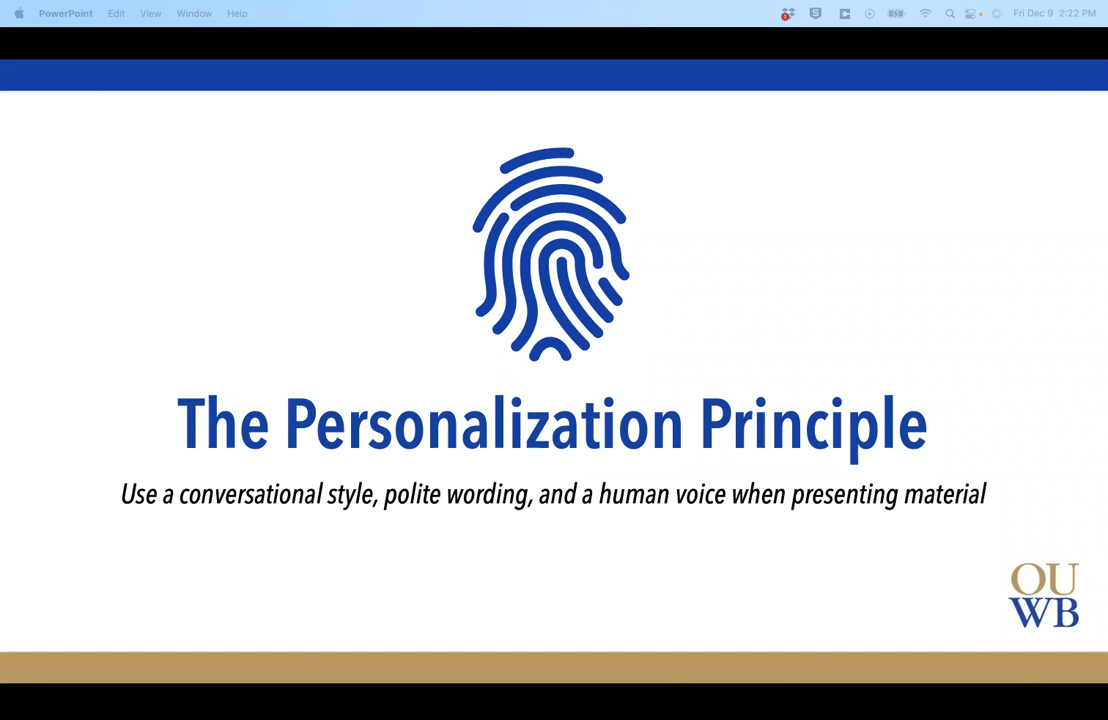 PowerPoint Edit View Window Help Fri Dec 9 2:22 PM
The Personalization Principle
Use a conversational style, polite wording, and a human voice when presenting material
OU
WB